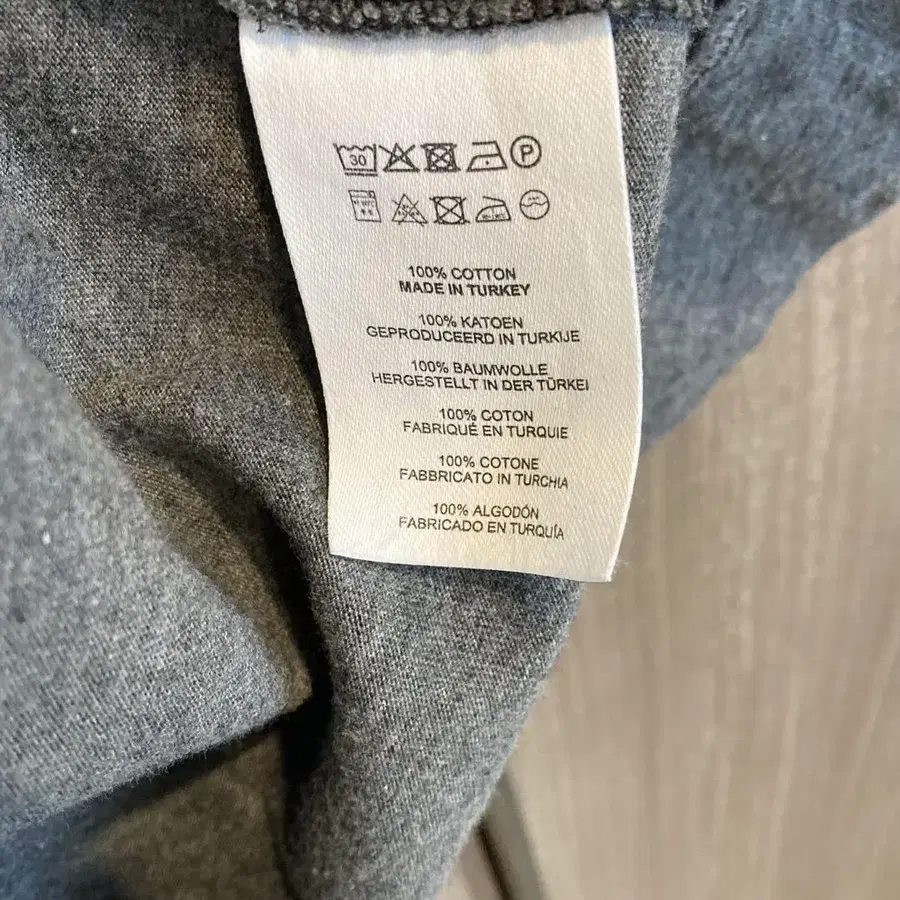 30 P
100% COTTON
MADE IN TURKEY
100% KATOEN
GEPRODUCEERD IN TURKIJE
100% BAUMWOLLE
HERGESTELLT IN DER TÜRKEI
100% COTON
FABRIQUÉ EN TURQUIE
100% COTONE
FABBRICATO IN TURCHIA
100% ALGODÓN
FABRICADO EN TURQUÍA